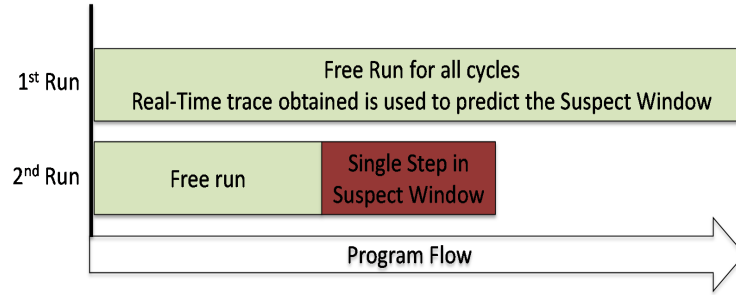 1st Run
Free Run for all cycles
Real-Time trace obtained is used to predict the Suspect Window
2nd Run
Free run
Single Step in
Suspect Window
Program Flow